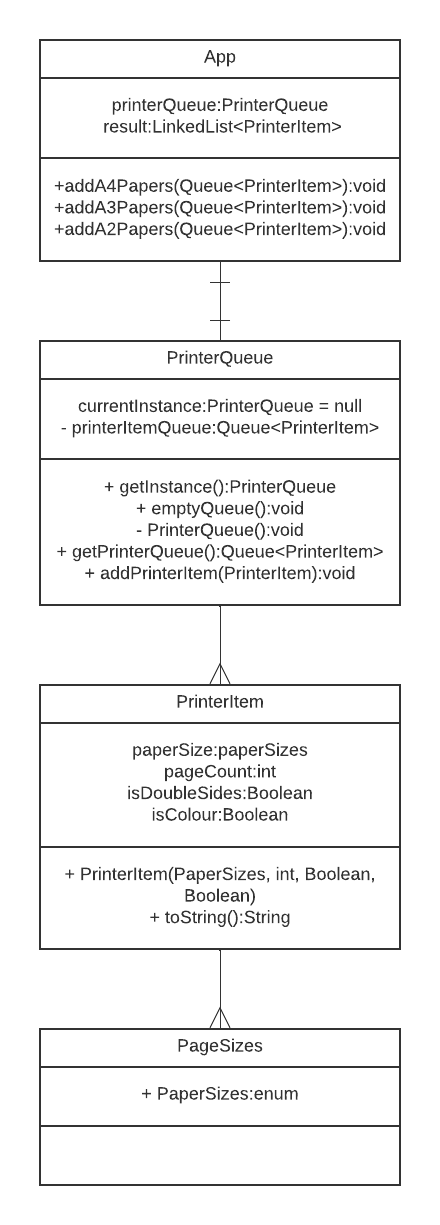 App
printerQueue:PrinterQueue
result:LinkedList<PrinterItem>
+addA4Papers(Queue<PrinterItem>):void
+addA3Papers(Queue<PrinterItem>):void
+addA2Papers(Queue<PrinterItem>):void
PrinterQueue
currentInstance:PrinterQueue = null
- printerItemQueue:Queue<PrinterItem>
+ getInstance():PrinterQueue
+ emptyQueue():void
- PrinterQueue():void
+ getPrinterQueue():Queue<PrinterItem>
+ addPrinterItem(PrinterItem):void
PrinterItem
paperSize:paperSizes
pageCount:int
isDoubleSides:Boolean
isColour:Boolean
+ PrinterItem(PaperSizes, int, Boolean,
Boolean)
+ toString():String
PageSizes
+ PaperSizes:enum